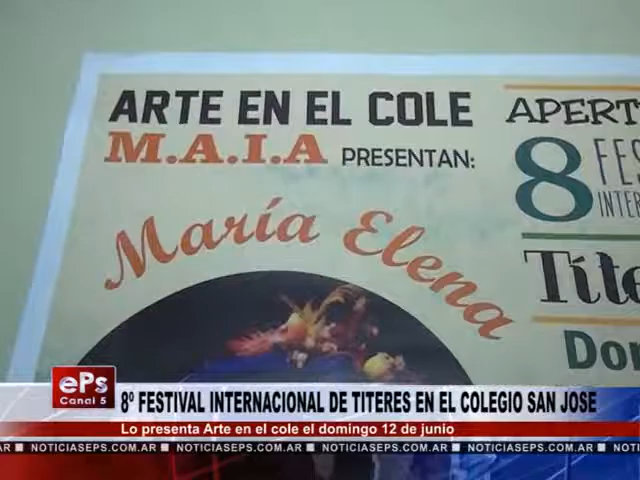 ARTE EN EL COLE
M.A.I.A PRESENTAN:
María Elena
8
ePs
Canal 5
8º FESTIVAL INTERNACIONAL DE TITERES EN EL COLEGIO SAN JOSE
Lo presenta Arte en el cole el domingo 12 de junio
AR ■ NOTICIASEPS.COM.AR ■ NOTICIASEPS.COM.AR ■ NOTICIASEPS.COM.AR ■ NOTICIASEPS.COM.AR